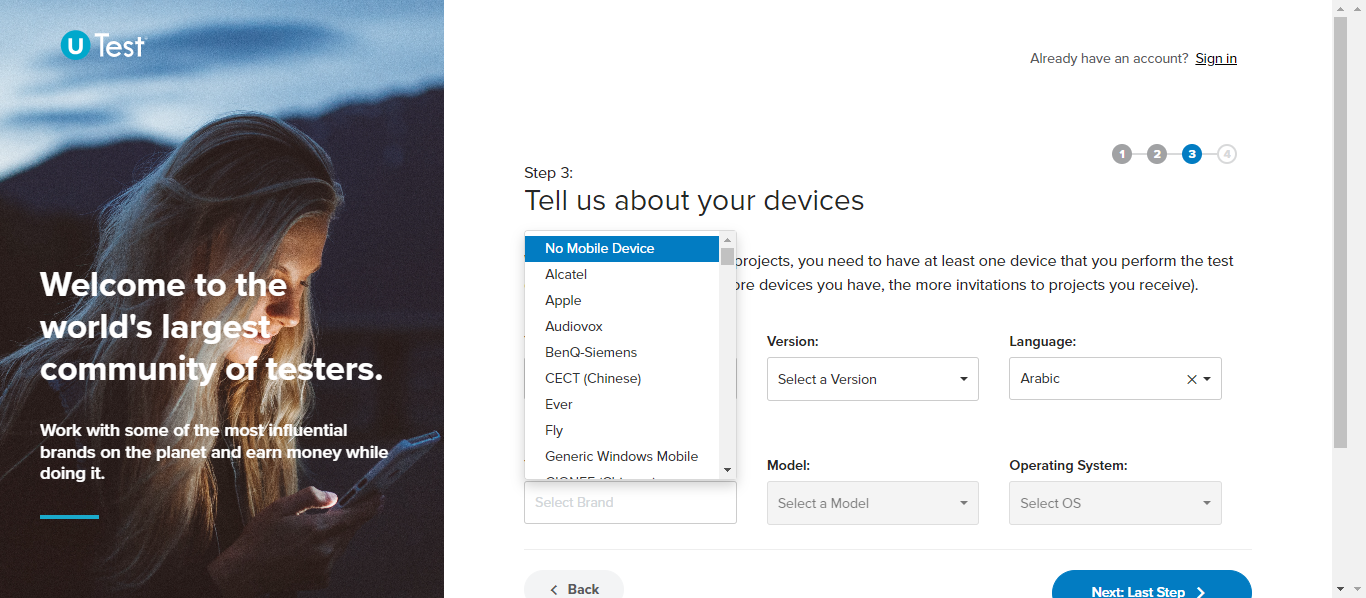 U Test
Already have an account? Sign in
1 2 3 4
Step 3:
Tell us about your devices
No Mobile Device
Alcatel
Apple
Audiovox
BenQ-Siemens
CECT (Chinese)
Ever
Fly
Generic Windows Mobile
projects, you need to have at least one device that you perform the test
devices you have, the more invitations to projects you receive).
Version:
Language:
Select a Version
Arabic
Model:
Operating System:
Select Brand
Select a Model
Select OS
Back
Next: Last Step
Welcome to the
world's largest
community of testers.
Work with some of the most influential
brands on the planet and earn money while
doing it.